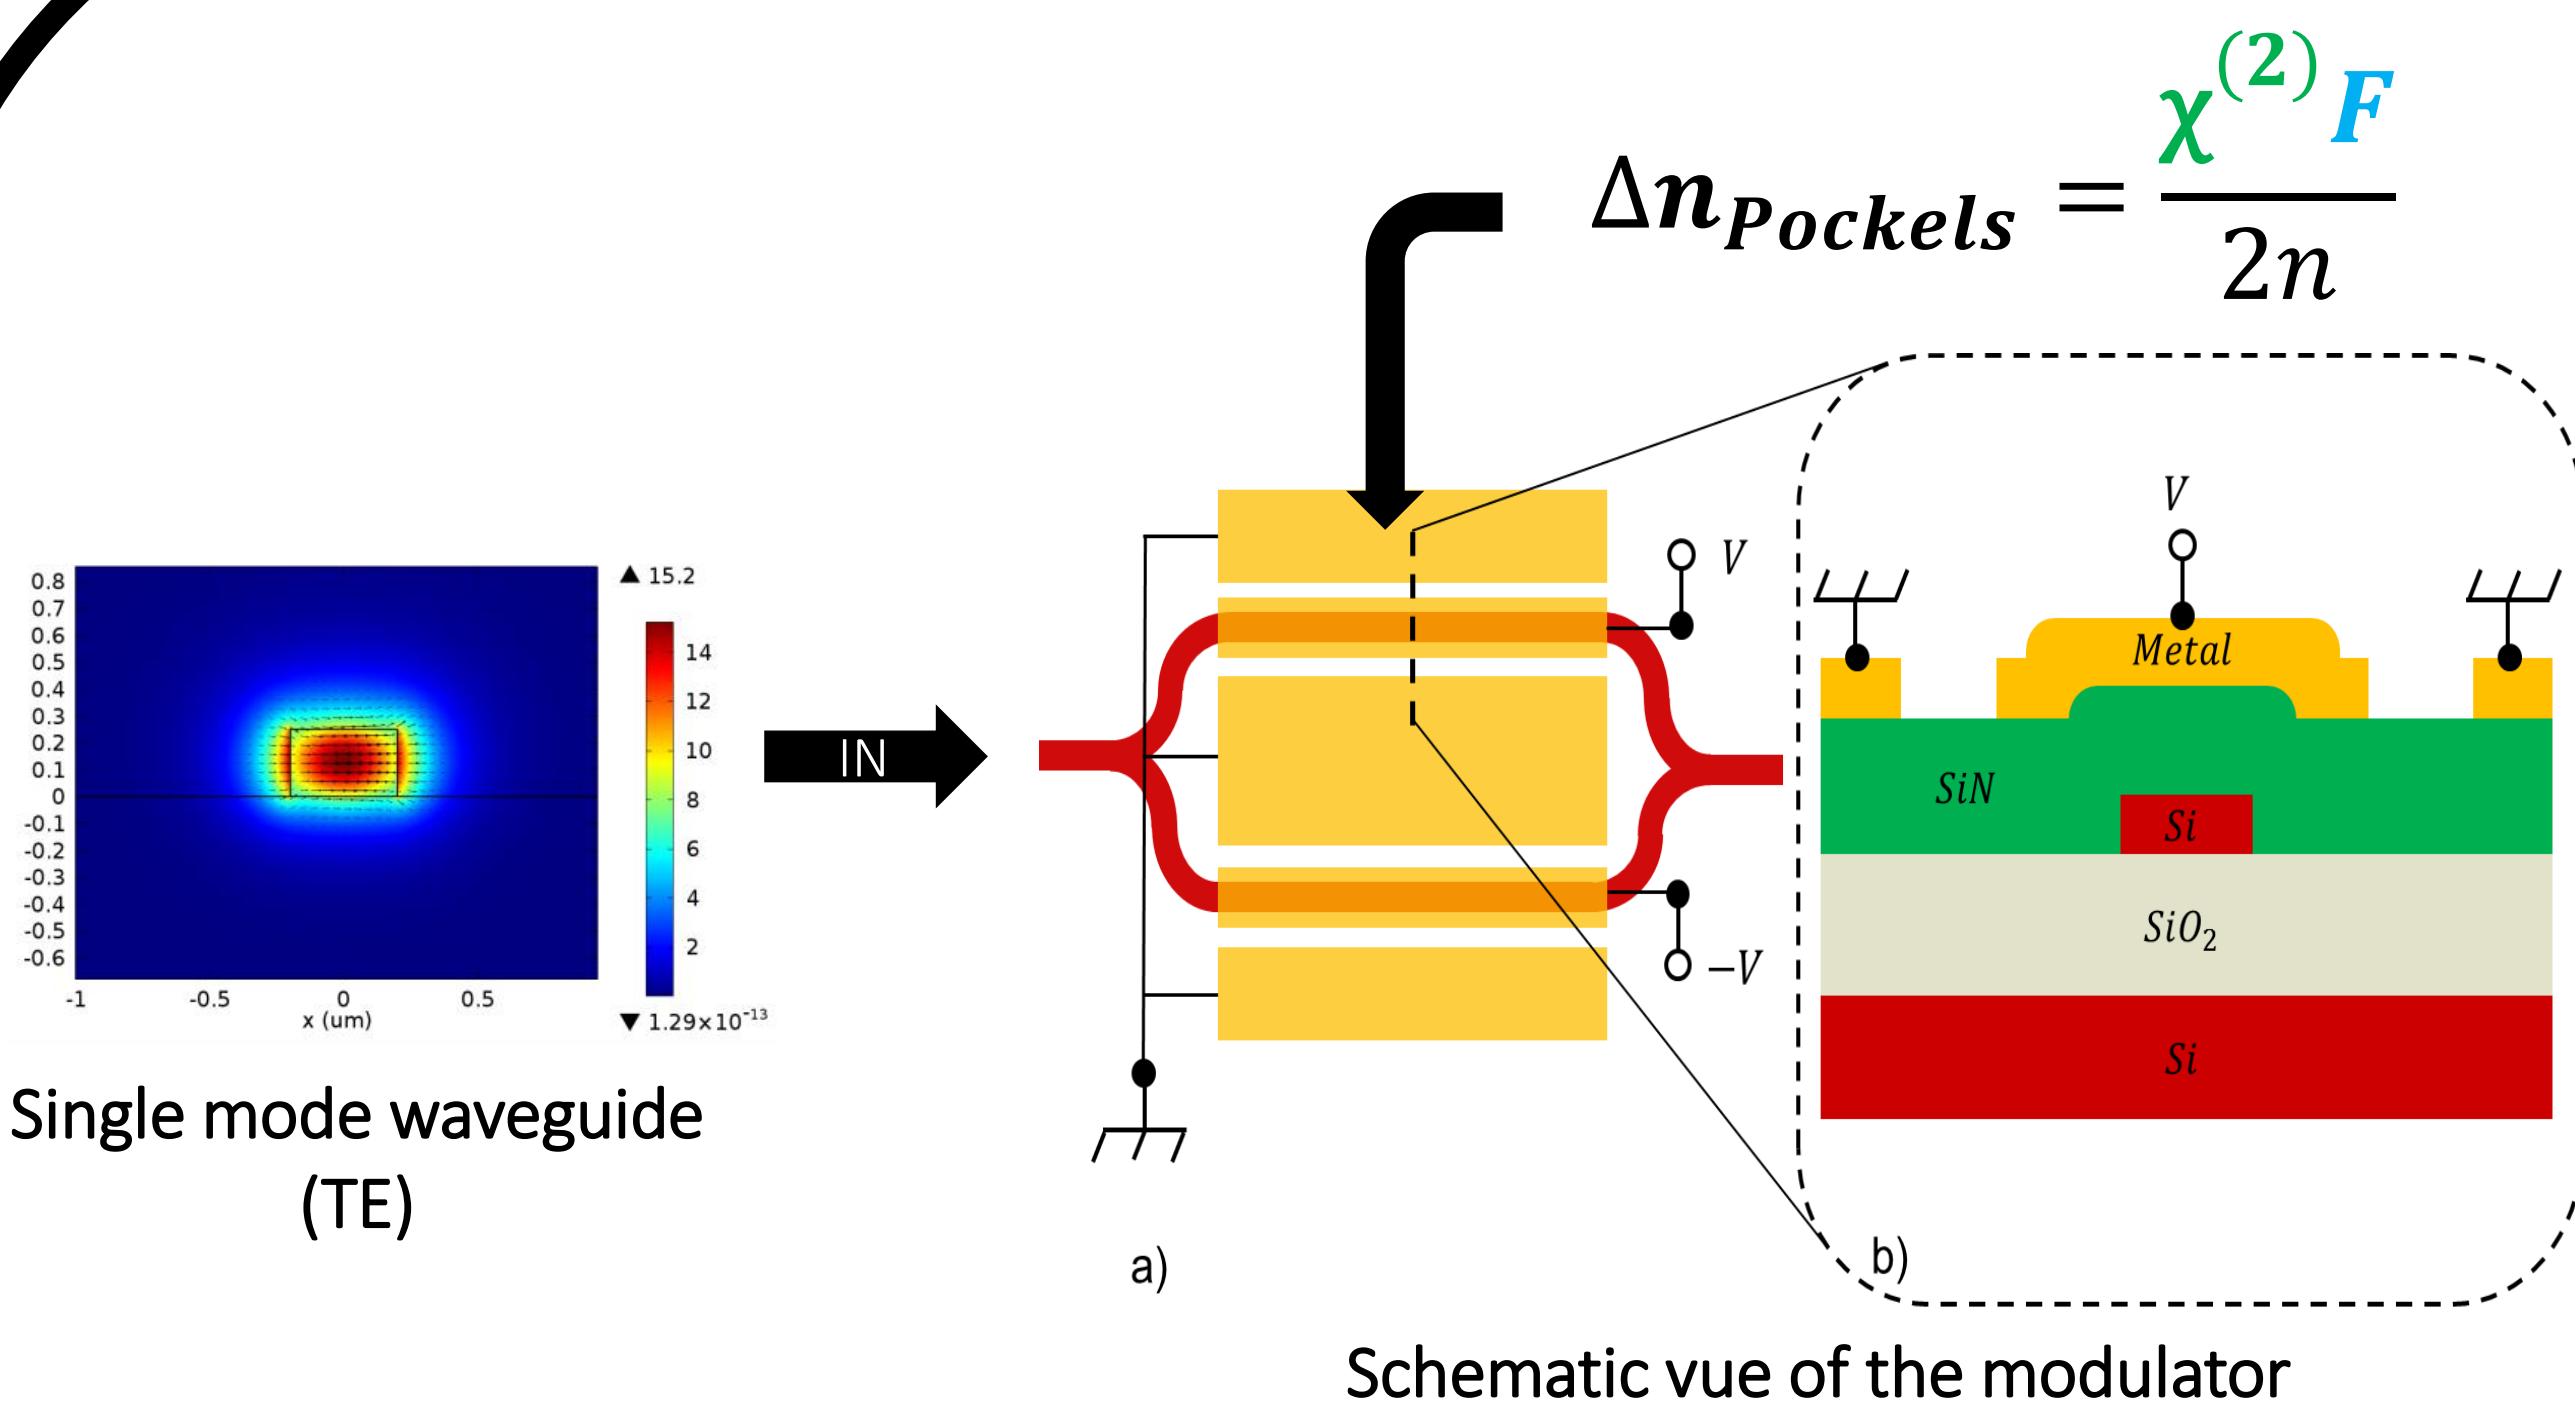 Δn_Pockels = χ^(2) F / 2n
0.8
0.7
0.6
0.5
0.4
0.3
0.2
0.1
0
-0.1
-0.2
-0.3
-0.4
-0.5
-0.6
-1 -0.5 0 0.5
x (um)
▲ 15.2
14
12
10
8
6
4
2
▼ 1.29×10^-13
Single mode waveguide
(TE)
IN
V
−V
a)
V
Metal
SiN
Si
SiO₂
Si
b)
Schematic vue of the modulator